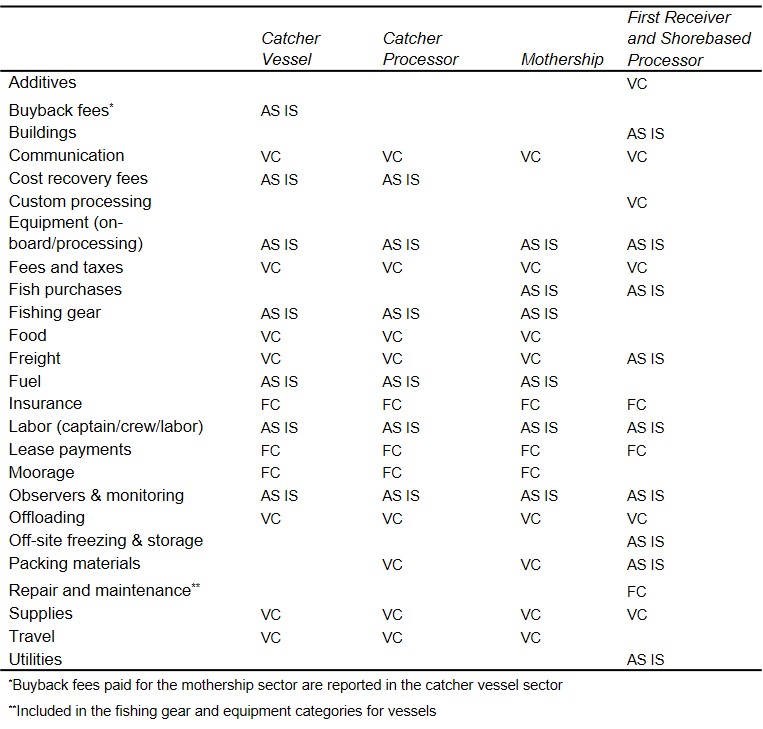 First Receiver
Catcher Catcher and Shorebased
Vessel Processor Mothership Processor
Additives VC
Buyback fees* AS IS
Buildings AS IS
Communication VC VC VC VC
Cost recovery fees AS IS AS IS
Custom processing VC
Equipment (on-
board/processing) AS IS AS IS AS IS AS IS
Fees and taxes VC VC VC VC
Fish purchases AS IS AS IS
Fishing gear AS IS AS IS AS IS
Food VC VC VC
Freight VC VC VC AS IS
Fuel AS IS AS IS AS IS
Insurance FC FC FC FC
Labor (captain/crew/labor) AS IS AS IS AS IS AS IS
Lease payments FC FC FC FC
Moorage FC FC FC
Observers & monitoring AS IS AS IS AS IS AS IS
Offloading VC VC VC VC
Off-site freezing & storage AS IS
Packing materials VC VC AS IS
Repair and maintenance** FC
Supplies VC VC VC VC
Travel VC VC VC
Utilities AS IS
*Buyback fees paid for the mothership sector are reported in the catcher vessel sector
**Included in the fishing gear and equipment categories for vessels